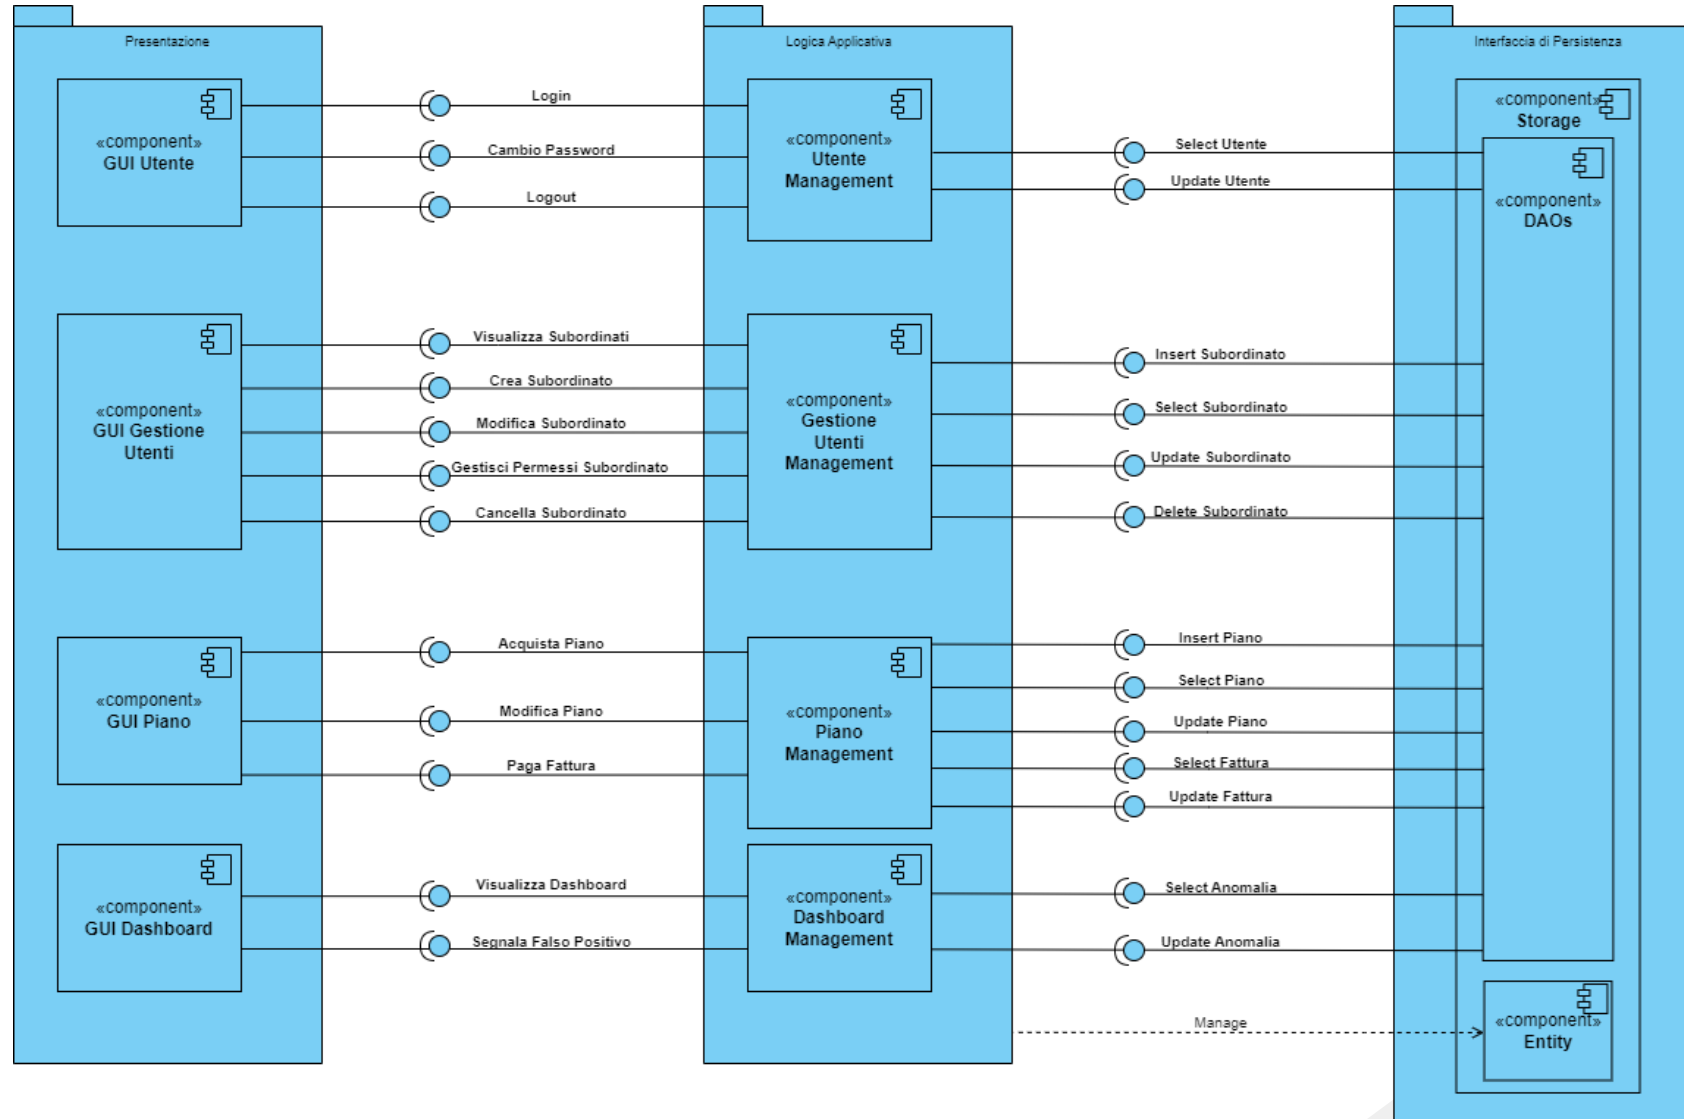 Presentazione
Logica Applicativa
Interfaccia di Persistenza
«component»
GUI Utente
Login
Cambio Password
Logout
«component»
Utente
Management
Select Utente
Update Utente
«component»
Storage
«component»
DAOs
«component»
GUI Gestione
Utenti
Visualizza Subordinati
Crea Subordinato
Modifica Subordinato
Gestisci Permessi Subordinato
Cancella Subordinato
«component»
Gestione
Utenti
Management
Insert Subordinato
Select Subordinato
Update Subordinato
Delete Subordinato
«component»
GUI Piano
Acquista Piano
Modifica Piano
Paga Fattura
«component»
Piano
Management
Insert Piano
Select Piano
Update Piano
Select Fattura
Update Fattura
«component»
GUI Dashboard
Visualizza Dashboard
Segnala Falso Positivo
«component»
Dashboard
Management
Select Anomalia
Update Anomalia
Manage
«component»
Entity